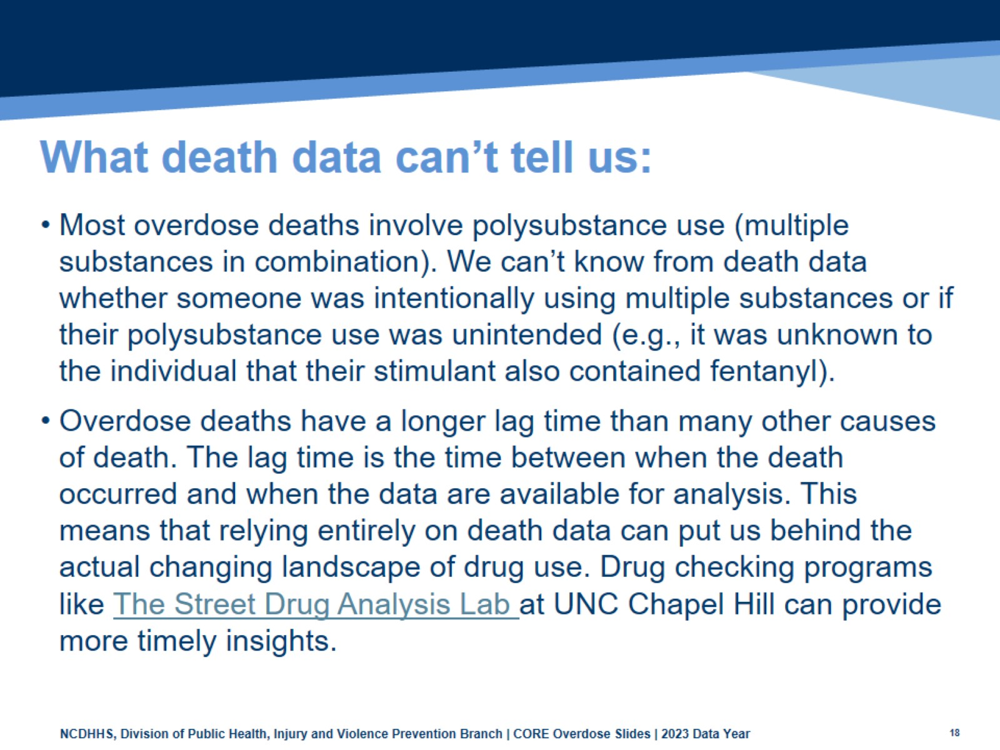 What death data can’t tell us:
• Most overdose deaths involve polysubstance use (multiple
substances in combination). We can’t know from death data
whether someone was intentionally using multiple substances or if
their polysubstance use was unintended (e.g., it was unknown to
the individual that their stimulant also contained fentanyl).
• Overdose deaths have a longer lag time than many other causes
of death. The lag time is the time between when the death
occurred and when the data are available for analysis. This
means that relying entirely on death data can put us behind the
actual changing landscape of drug use. Drug checking programs
like The Street Drug Analysis Lab at UNC Chapel Hill can provide
more timely insights.
NCDHHS, Division of Public Health, Injury and Violence Prevention Branch | CORE Overdose Slides | 2023 Data Year
18